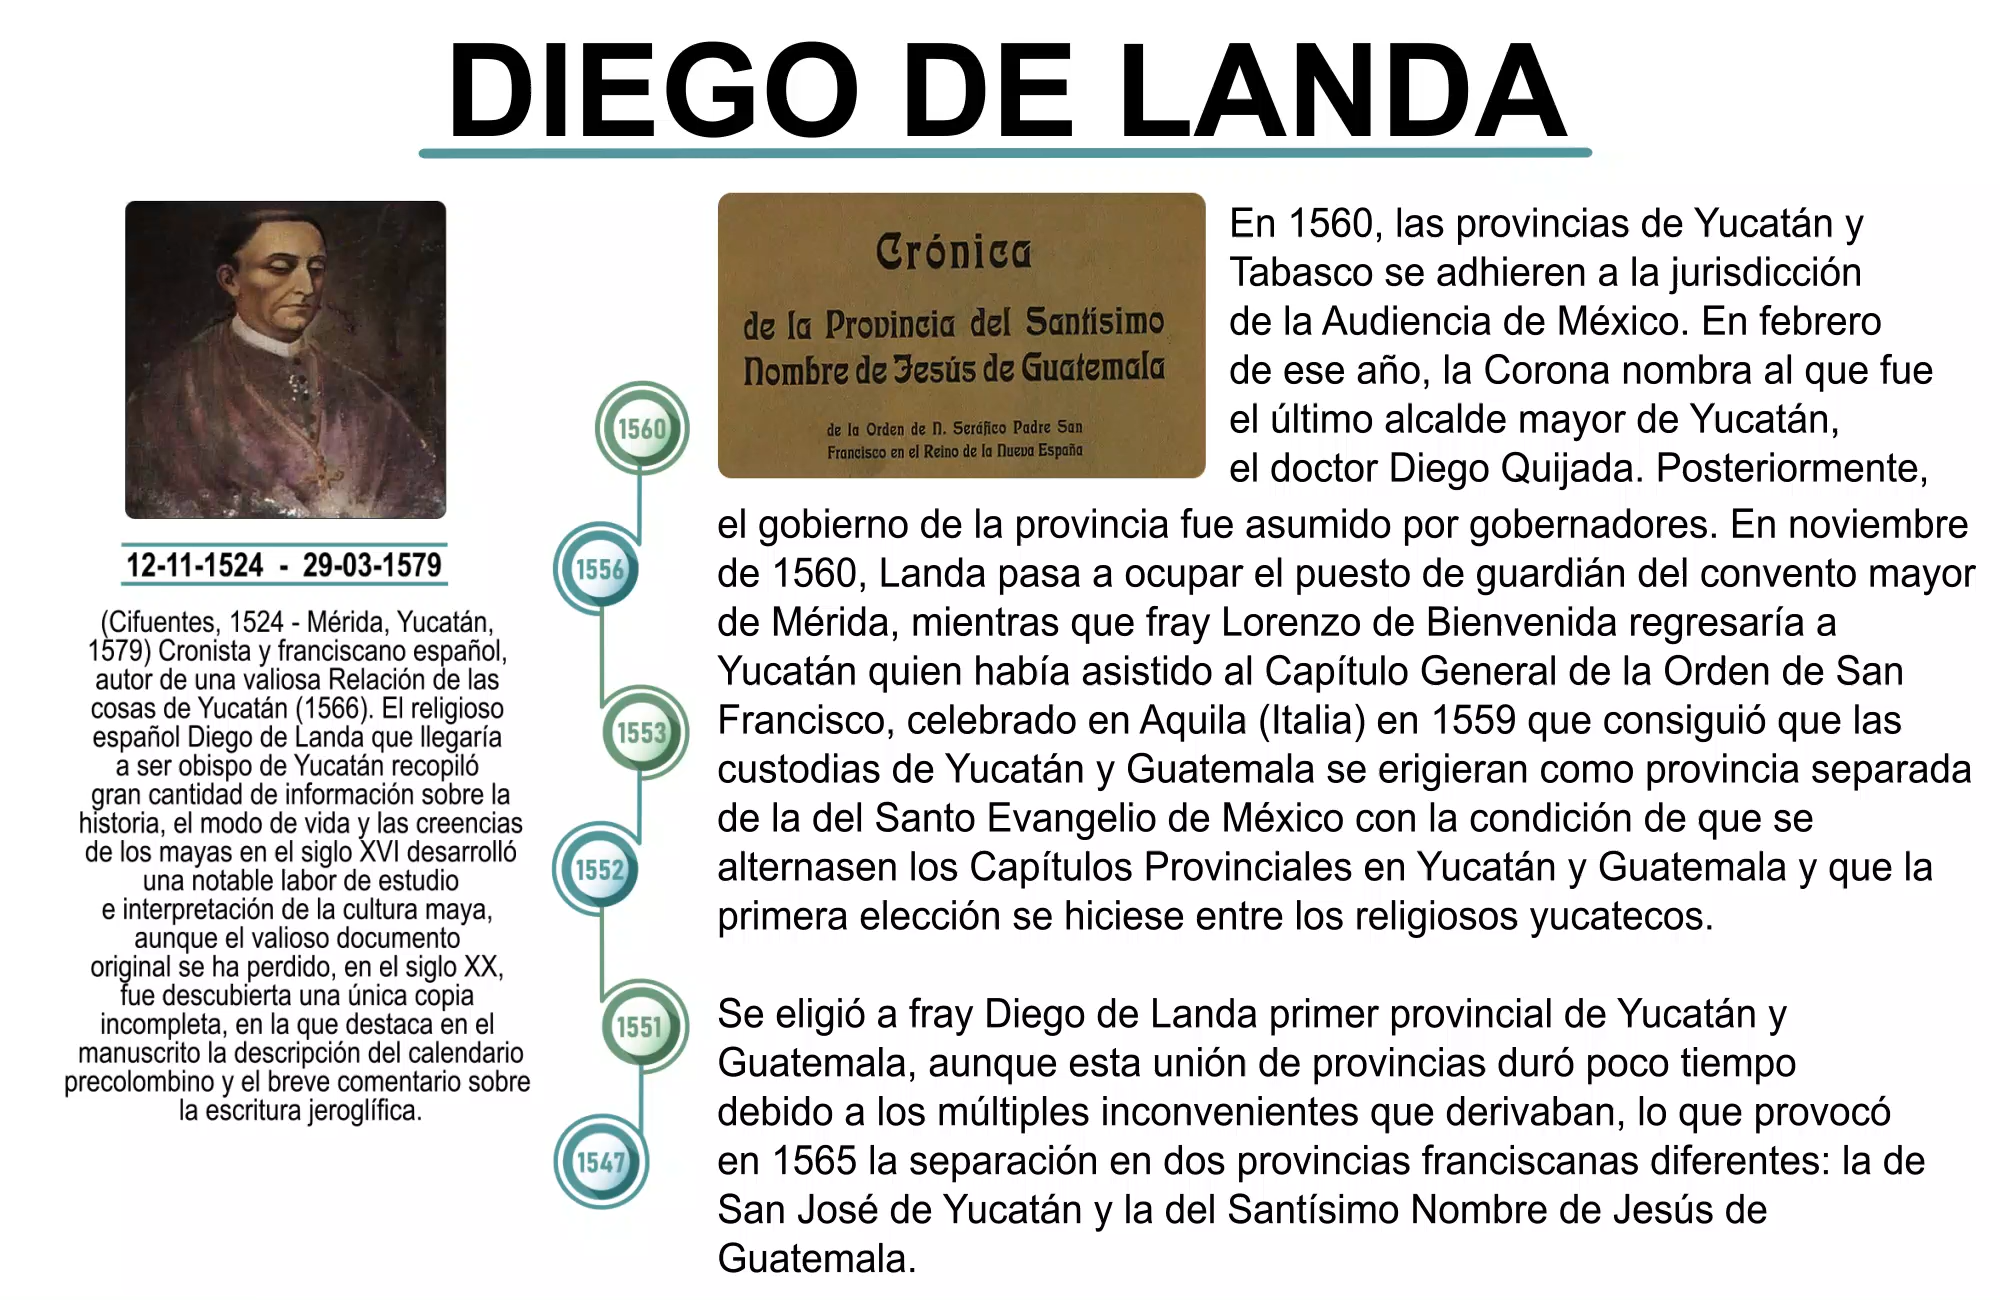 DIEGO DE LANDA
12-11-1524 - 29-03-1579
(Cifuentes, 1524 - Mérida, Yucatán,
1579) Cronista y franciscano español,
autor de una valiosa Relación de las
cosas de Yucatán (1566). El religioso
español Diego de Landa que llegaría
a ser obispo de Yucatán recopiló
gran cantidad de información sobre la
historia, el modo de vida y las creencias
de los mayas en el siglo XVI desarrolló
una notable labor de estudio
e interpretación de la cultura maya,
aunque el valioso documento
original se ha perdido, en el siglo XX,
fue descubierta una única copia
incompleta, en la que destaca en el
manuscrito la descripción del calendario
precolombino y el breve comentario sobre
la escritura jeroglífica.
1560
1556
1553
1552
1551
1547
Crónica
de la Provincia del Santísimo
Nombre de Jesús de Guatemala
de la Orden de N. Seráfico Padre San
Francisco en el Reino de la Nueva España
En 1560, las provincias de Yucatán y
Tabasco se adhieren a la jurisdicción
de la Audiencia de México. En febrero
de ese año, la Corona nombra al que fue
el último alcalde mayor de Yucatán,
el doctor Diego Quijada. Posteriormente,
el gobierno de la provincia fue asumido por gobernadores. En noviembre
de 1560, Landa pasa a ocupar el puesto de guardián del convento mayor
de Mérida, mientras que fray Lorenzo de Bienvenida regresaría a
Yucatán quien había asistido al Capítulo General de la Orden de San
Francisco, celebrado en Aquila (Italia) en 1559 que consiguió que las
custodias de Yucatán y Guatemala se erigieran como provincia separada
de la del Santo Evangelio de México con la condición de que se
alternasen los Capítulos Provinciales en Yucatán y Guatemala y que la
primera elección se hiciese entre los religiosos yucatecos.
Se eligió a fray Diego de Landa primer provincial de Yucatán y
Guatemala, aunque esta unión de provincias duró poco tiempo
debido a los múltiples inconvenientes que derivaban, lo que provocó
en 1565 la separación en dos provincias franciscanas diferentes: la de
San José de Yucatán y la del Santísimo Nombre de Jesús de
Guatemala.